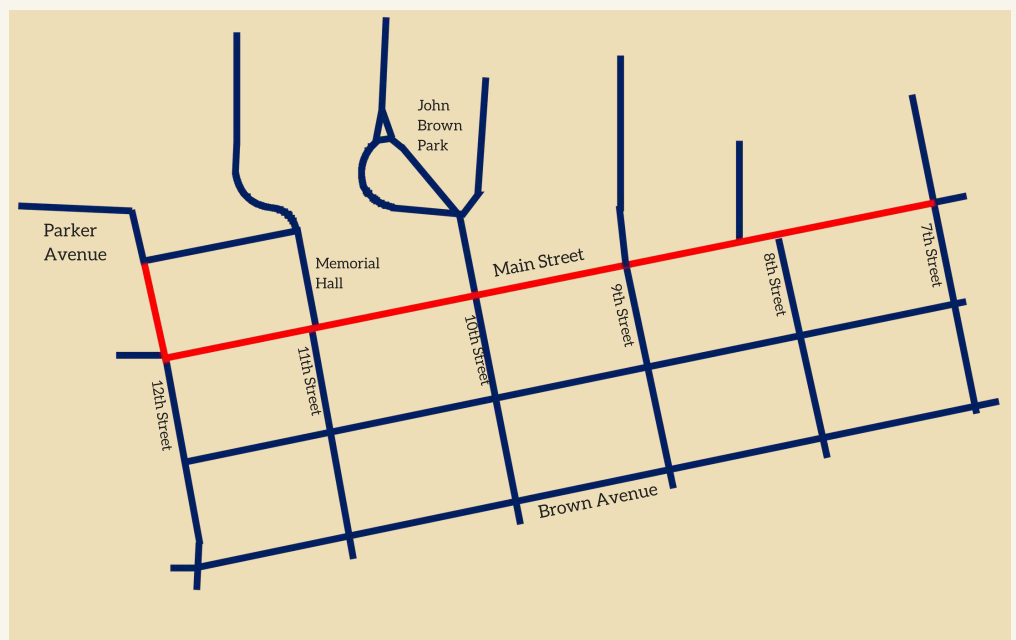 John
Brown
Park
Parker
Avenue
Memorial
Hall
Main Street
7th Street
8th Street
9th Street
10th Street
11th Street
12th Street
Brown Avenue